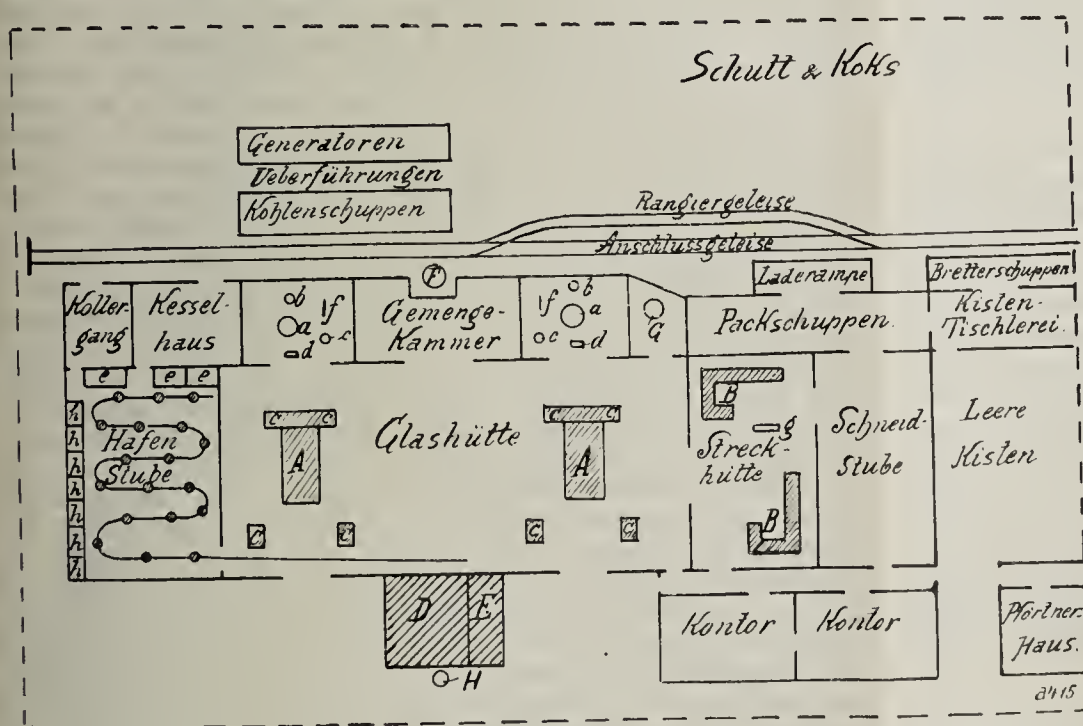 Schutt & Koks
Generatoren
Ueberführungen
Kohlenschuppen
Rangiergeleise
Anschlussgeleise
Laderampe
Bretterschuppen
F
Koller-
gang
Kessel-
haus
b
f
a
c
d
Gemenge-
Kammer
b
f
a
c
d
G
Packschuppen.
Kisten-
Tischlerei.
e
e
e
h
h
h
h
h
h
h
Hafen
Stube
Glashütte
c
c
A
c
c
A
C
C
C
C
B
g
Streck-
hütte
B
Schneid-
Stube
Leere
Kisten
D
E
H
Kontor
Kontor
Pförtner-
Haus.